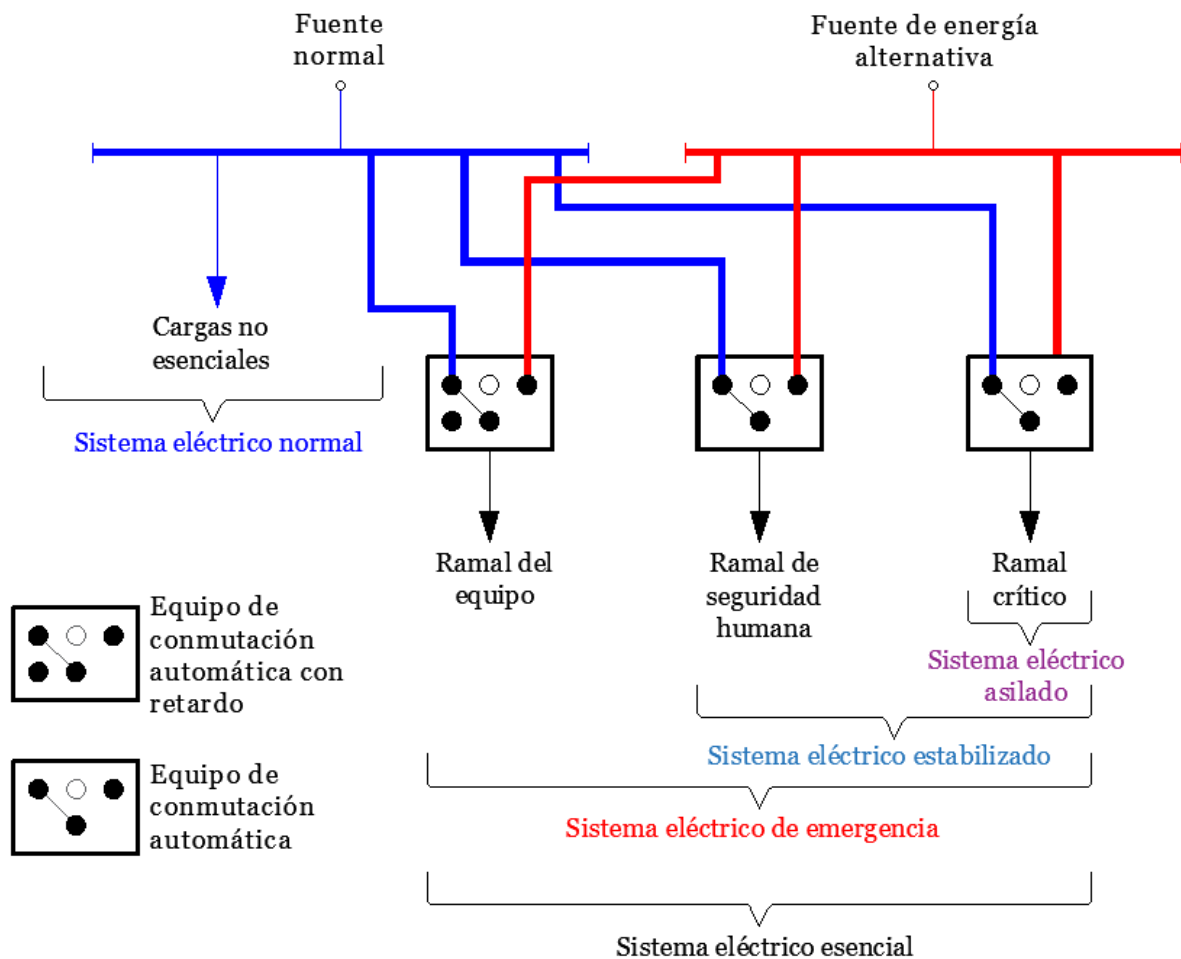 Fuente
normal
Fuente de energía
alternativa
Cargas no
esenciales
Sistema eléctrico normal
Ramal del
equipo
Ramal de
seguridad
humana
Ramal
crítico
Sistema eléctrico
asilado
Sistema eléctrico estabilizado
Sistema eléctrico de emergencia
Sistema eléctrico esencial
Equipo de
conmutación
automática con
retardo
Equipo de
conmutación
automática